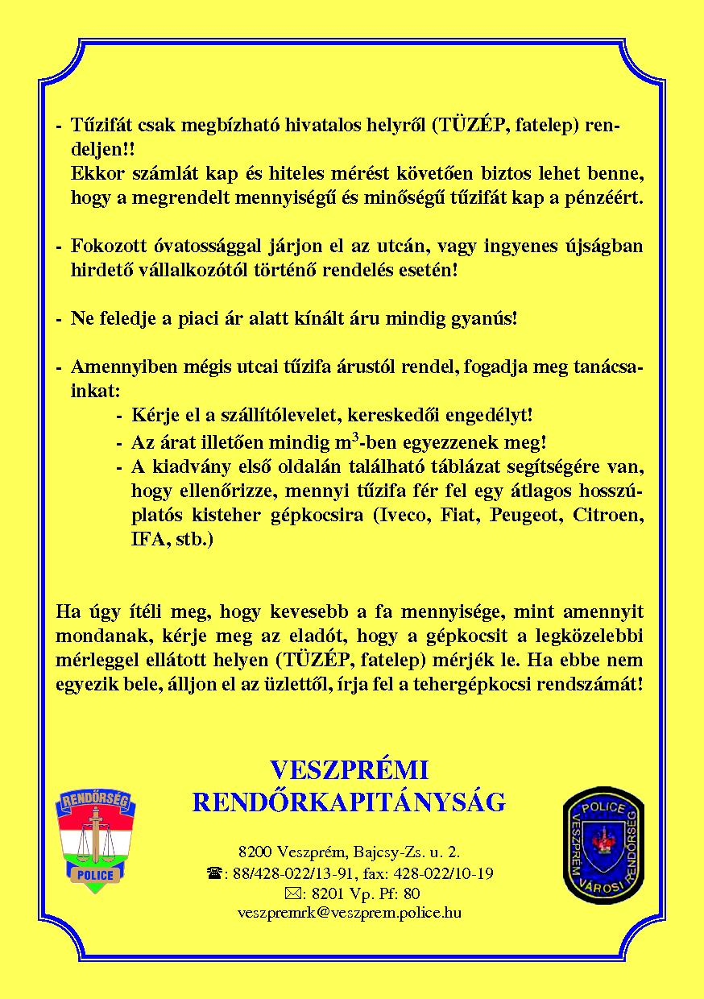 - Tűzifát csak megbízható hivatalos helyről (TÜZÉP, fatelep) ren-
deljen!!
Ekkor számlát kap és hiteles mérést követően biztos lehet benne,
hogy a megrendelt mennyiségű és minőségű tűzifát kap a pénzéért.
- Fokozott óvatossággal járjon el az utcán, vagy ingyenes újságban
hirdető vállalkozótól történő rendelés esetén!
- Ne feledje a piaci ár alatt kínált áru mindig gyanús!
- Amennyiben mégis utcai tűzifa árustól rendel, fogadja meg tanácsa-
inkat:
- Kérje el a szállítólevelet, kereskedői engedélyt!
- Az árat illetően mindig m³-ben egyezzenek meg!
- A kiadvány első oldalán található táblázat segítségére van,
hogy ellenőrizze, mennyi tűzifa fér fel egy átlagos hosszú-
platós kisteher gépkocsira (Iveco, Fiat, Peugeot, Citroen,
IFA, stb.)
Ha úgy ítéli meg, hogy kevesebb a fa mennyisége, mint amennyit
mondanak, kérje meg az eladót, hogy a gépkocsit a legközelebbi
mérleggel ellátott helyen (TÜZÉP, fatelep) mérjék le. Ha ebbe nem
egyezik bele, álljon el az üzlettől, írja fel a tehergépkocsi rendszámát!
VESZPRÉMI
RENDŐRKAPITÁNYSÁG
RENDŐRSÉG
POLICE
8200 Veszprém, Bajcsy-Zs. u. 2.
☎: 88/428-022/13-91, fax: 428-022/10-19
✉: 8201 Vp. Pf: 80
veszpremrk@veszprem.police.hu
POLICE
VESZPRÉM
VÁROSI
RENDŐRSÉG